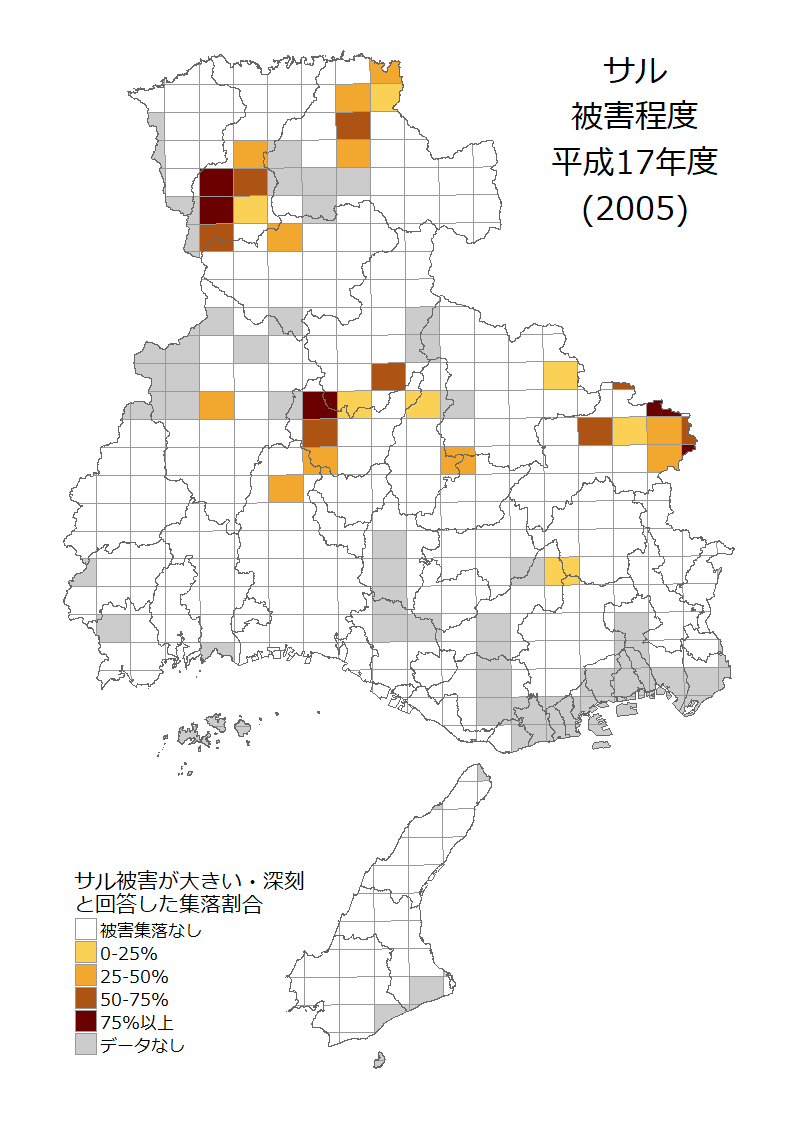 サル
被害程度
平成17年度
(2005)
サル被害が大きい・深刻
と回答した集落割合
被害集落なし
0-25%
25-50%
50-75%
75%以上
データなし